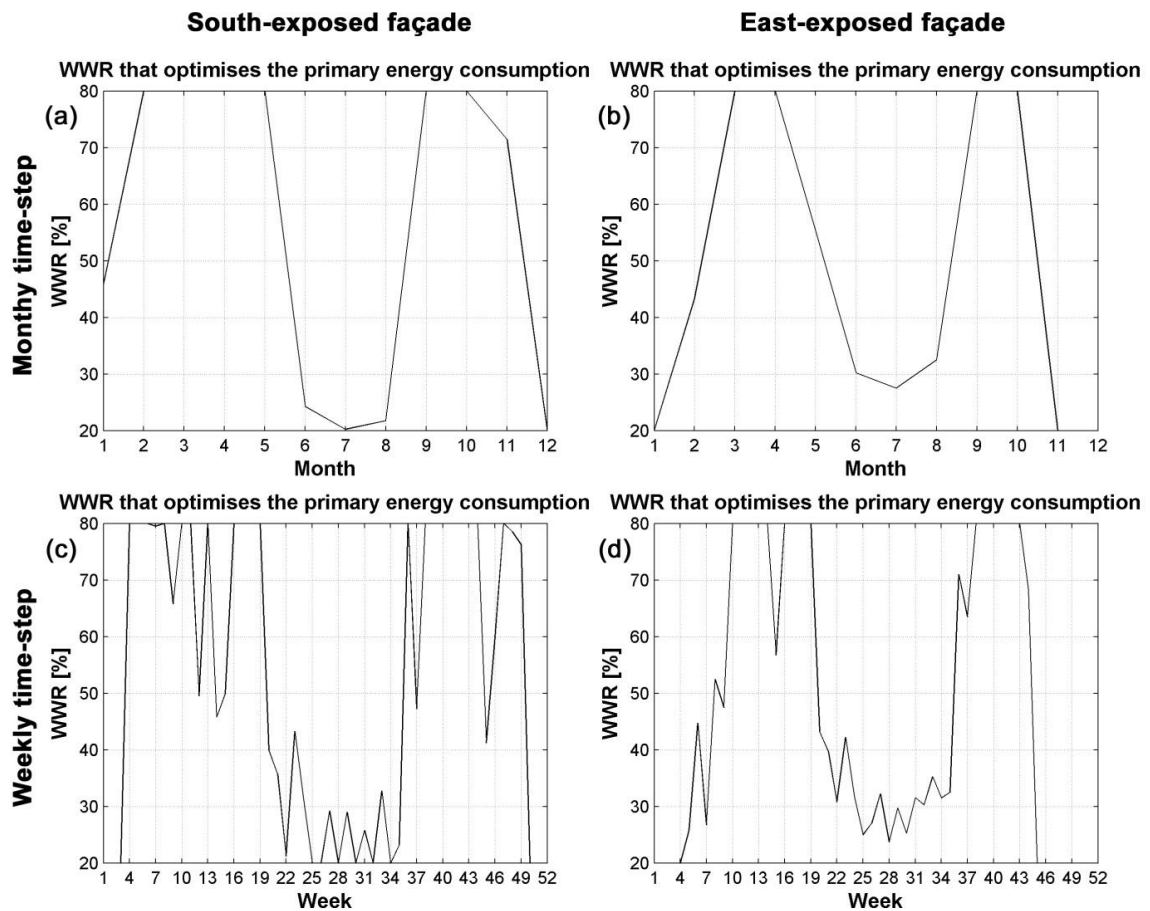 South-exposed façade
East-exposed façade
WWR that optimises the primary energy consumption
WWR that optimises the primary energy consumption
Monthy time-step
(a)
WWR [%]
80
70
60
50
40
30
20
1 2 3 4 5 6 7 8 9 10 11 12
Month
(b)
WWR [%]
80
70
60
50
40
30
20
1 2 3 4 5 6 7 8 9 10 11 12
Month
WWR that optimises the primary energy consumption
WWR that optimises the primary energy consumption
Weekly time-step
(c)
WWR [%]
80
70
60
50
40
30
20
1 4 7 10 13 16 19 22 25 28 31 34 37 40 43 46 49 52
Week
(d)
WWR [%]
80
70
60
50
40
30
20
1 4 7 10 13 16 19 22 25 28 31 34 37 40 43 46 49 52
Week